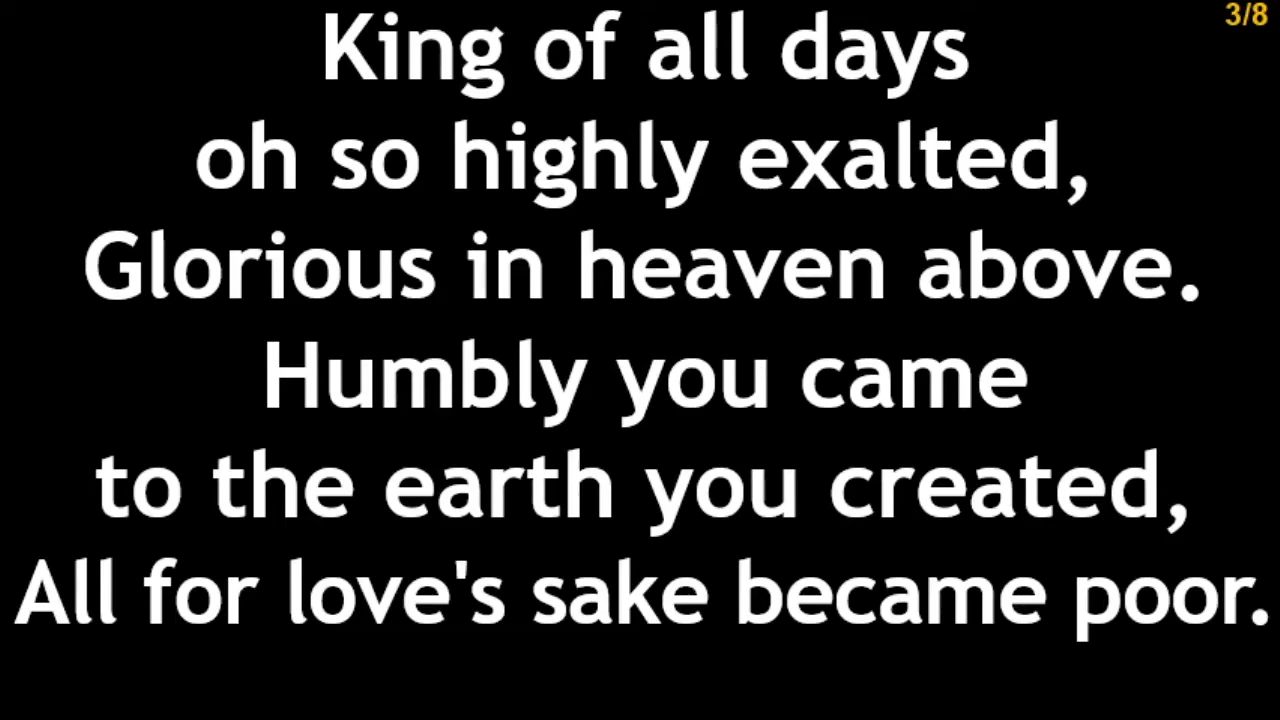 3/8
King of all days
oh so highly exalted,
Glorious in heaven above.
Humbly you came
to the earth you created,
All for love's sake became poor.